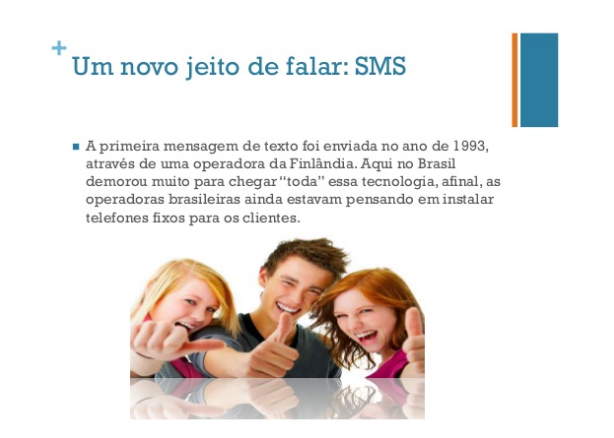 +
Um novo jeito de falar: SMS
A primeira mensagem de texto foi enviada no ano de 1993,
através de uma operadora da Finlândia. Aqui no Brasil
demorou muito para chegar “toda” essa tecnologia, afinal, as
operadoras brasileiras ainda estavam pensando em instalar
telefones fixos para os clientes.